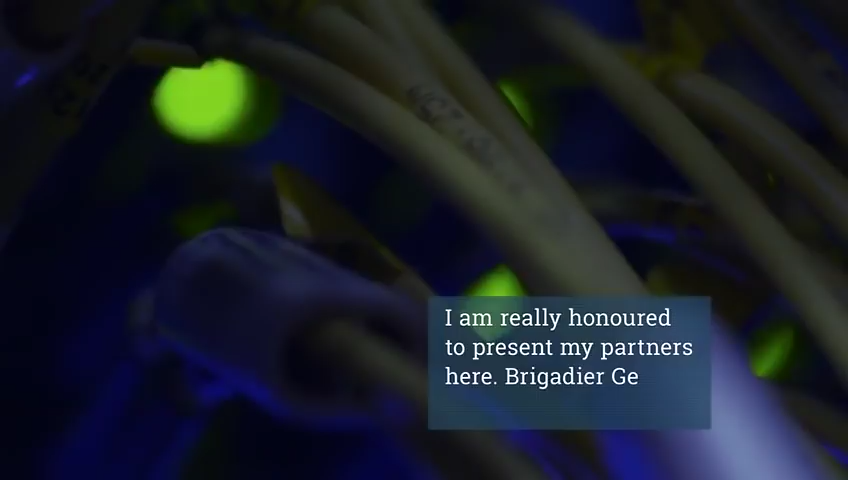 I am really honoured
to present my partners
here. Brigadier Ge